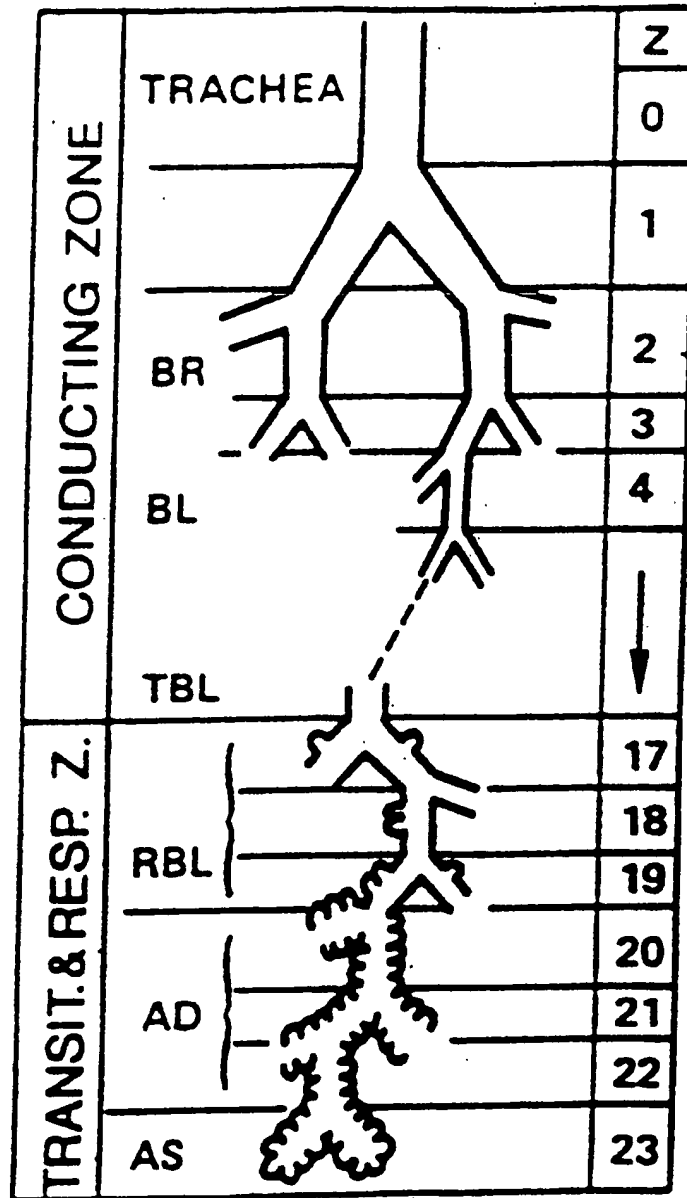 Z
TRACHEA
0
CONDUCTING ZONE
1
2
BR
3
4
BL
TBL
TRANSIT. & RESP. Z.
17
18
RBL
19
20
21
AD
22
AS
23